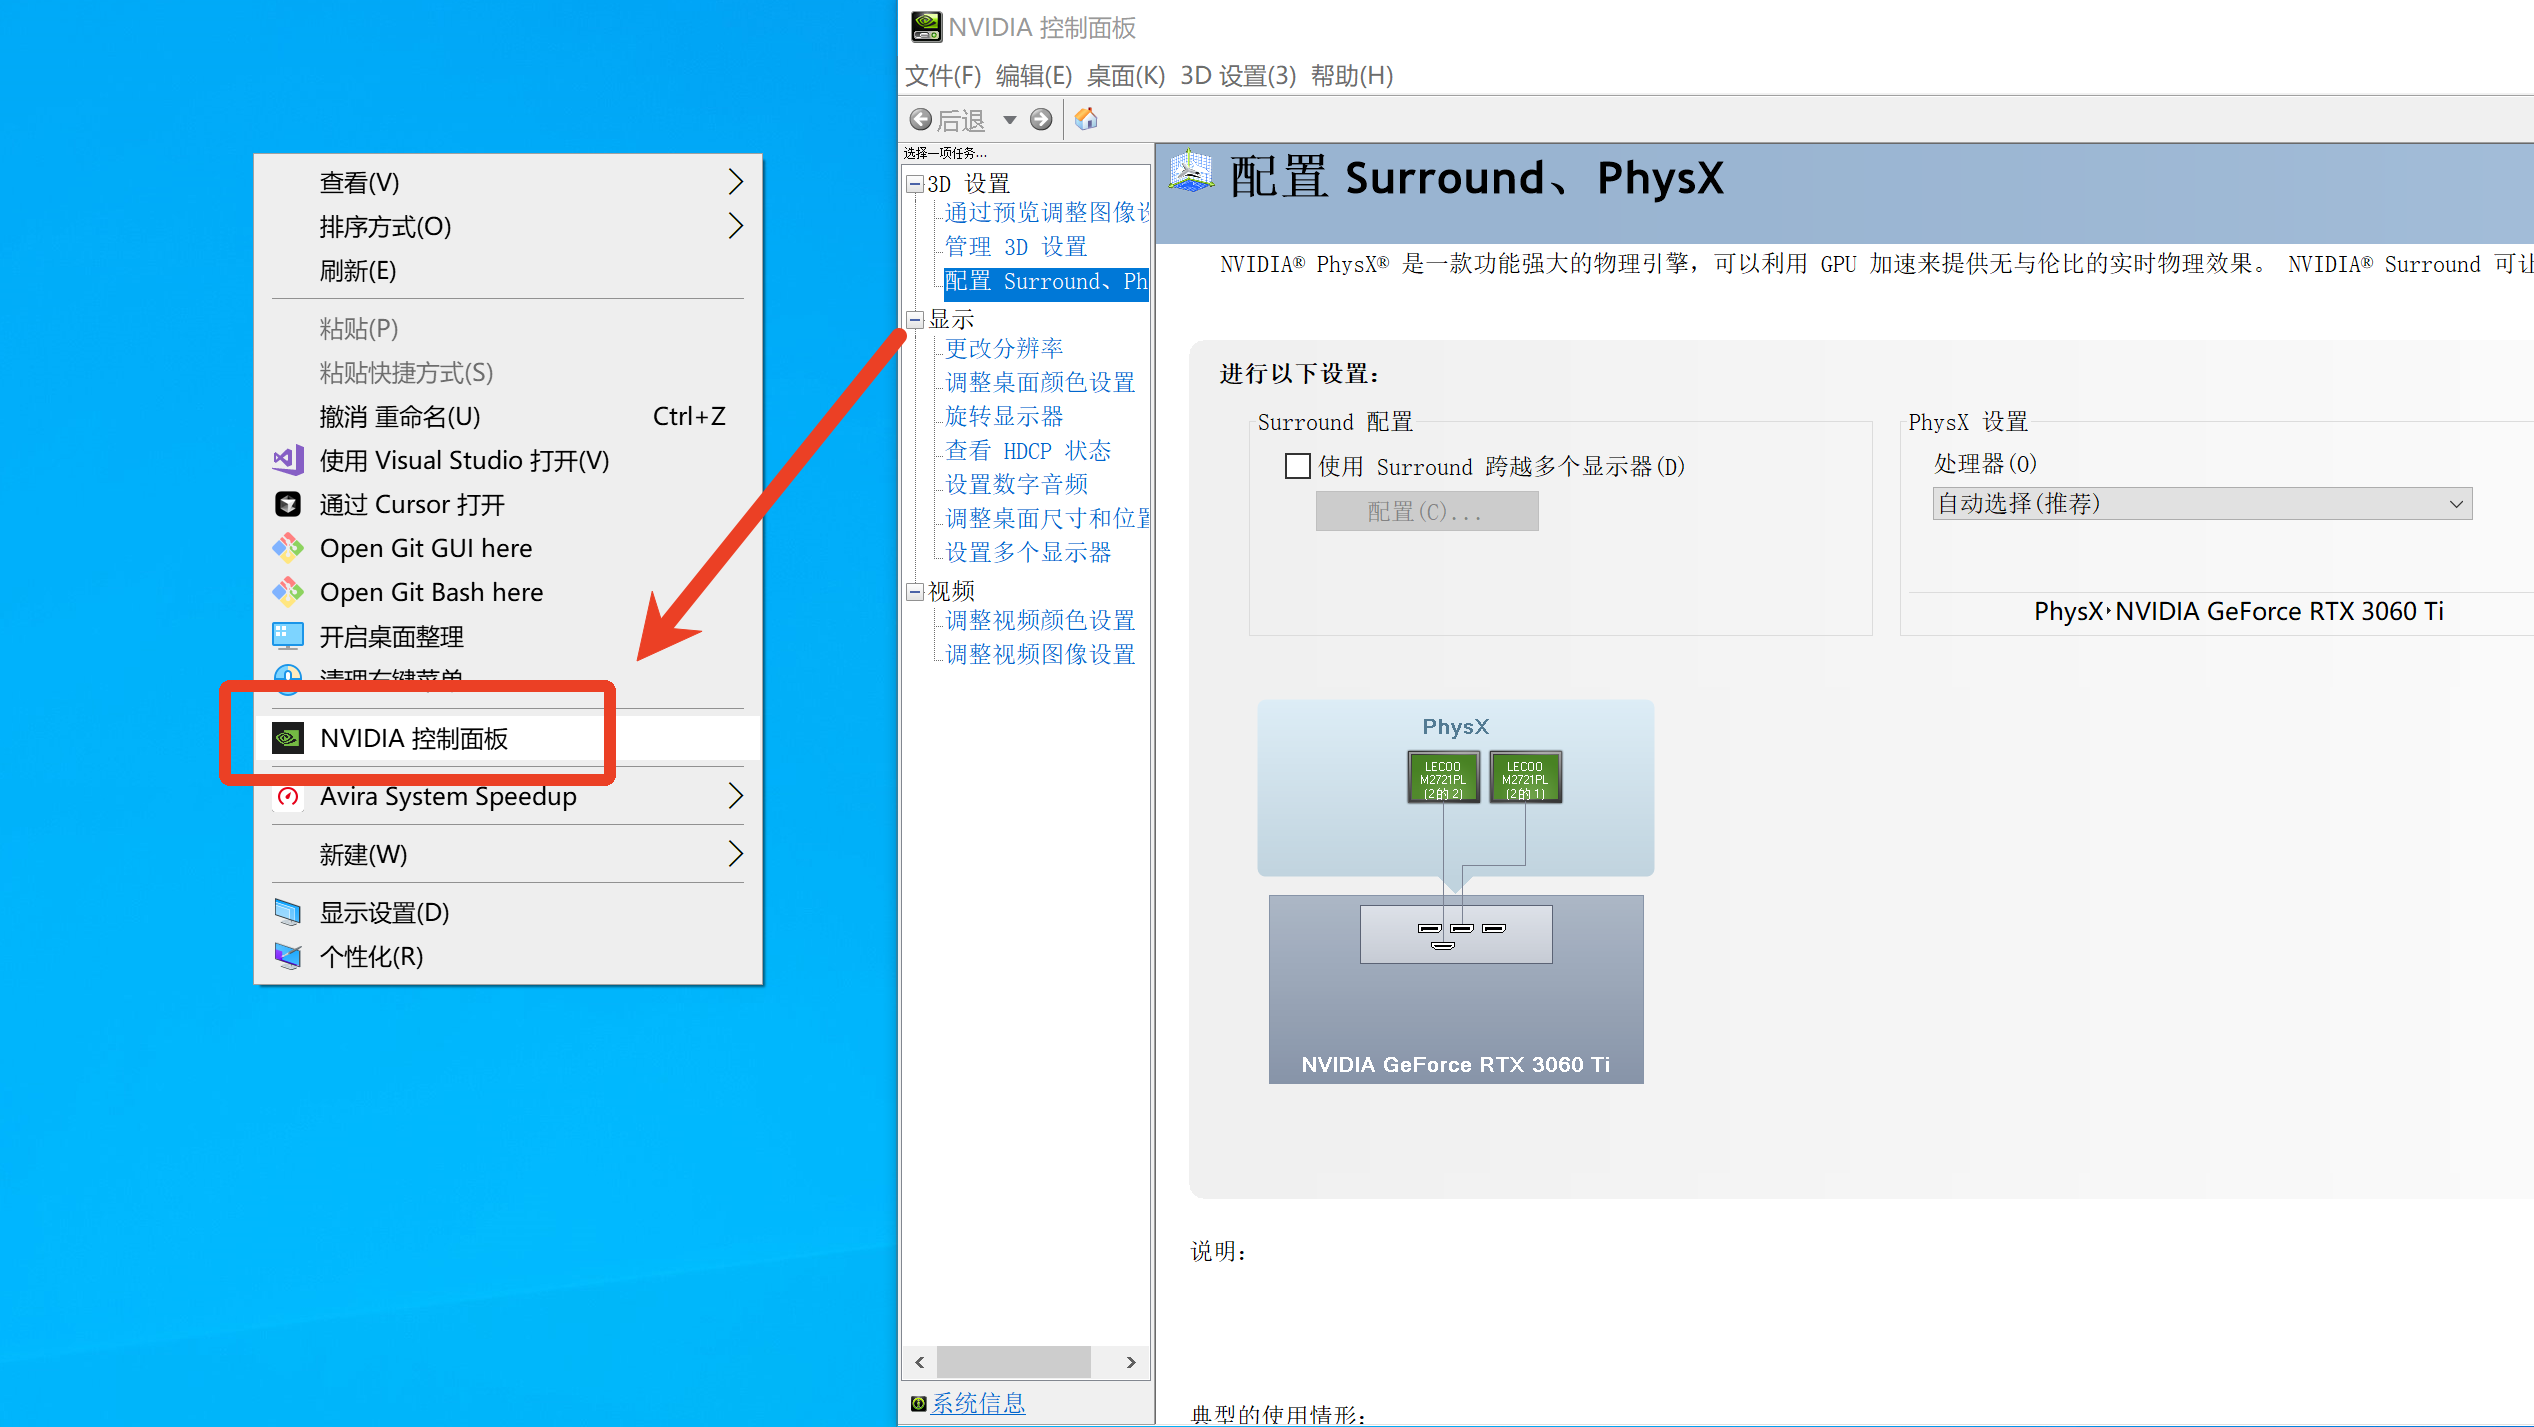 查看(V)
排序方式(O)
刷新(E)
粘贴(P)
粘贴快捷方式(S)
撤消 重命名(U) Ctrl+Z
使用 Visual Studio 打开(V)
通过 Cursor 打开
Open Git GUI here
Open Git Bash here
开启桌面整理
清理右键菜单
NVIDIA 控制面板
Avira System Speedup
新建(W)
显示设置(D)
个性化(R)
NVIDIA 控制面板
文件(F) 编辑(E) 桌面(K) 3D 设置(3) 帮助(H)
后退
选择一项任务...
3D 设置
通过预览调整图像设
管理 3D 设置
配置 Surround、Ph
显示
更改分辨率
调整桌面颜色设置
旋转显示器
查看 HDCP 状态
设置数字音频
调整桌面尺寸和位置
设置多个显示器
视频
调整视频颜色设置
调整视频图像设置
系统信息
配置 Surround、PhysX
NVIDIA® PhysX® 是一款功能强大的物理引擎，可以利用 GPU 加速来提供无与伦比的实时物理效果。 NVIDIA® Surround 可让
进行以下设置：
Surround 配置
使用 Surround 跨越多个显示器(D)
配置(C)...
PhysX 设置
处理器(O)
自动选择(推荐)
PhysX NVIDIA GeForce RTX 3060 Ti
PhysX
LECOO M2721PL (2的 2)
LECOO M2721PL (2的 1)
NVIDIA GeForce RTX 3060 Ti
说明：
典型的使用情形：